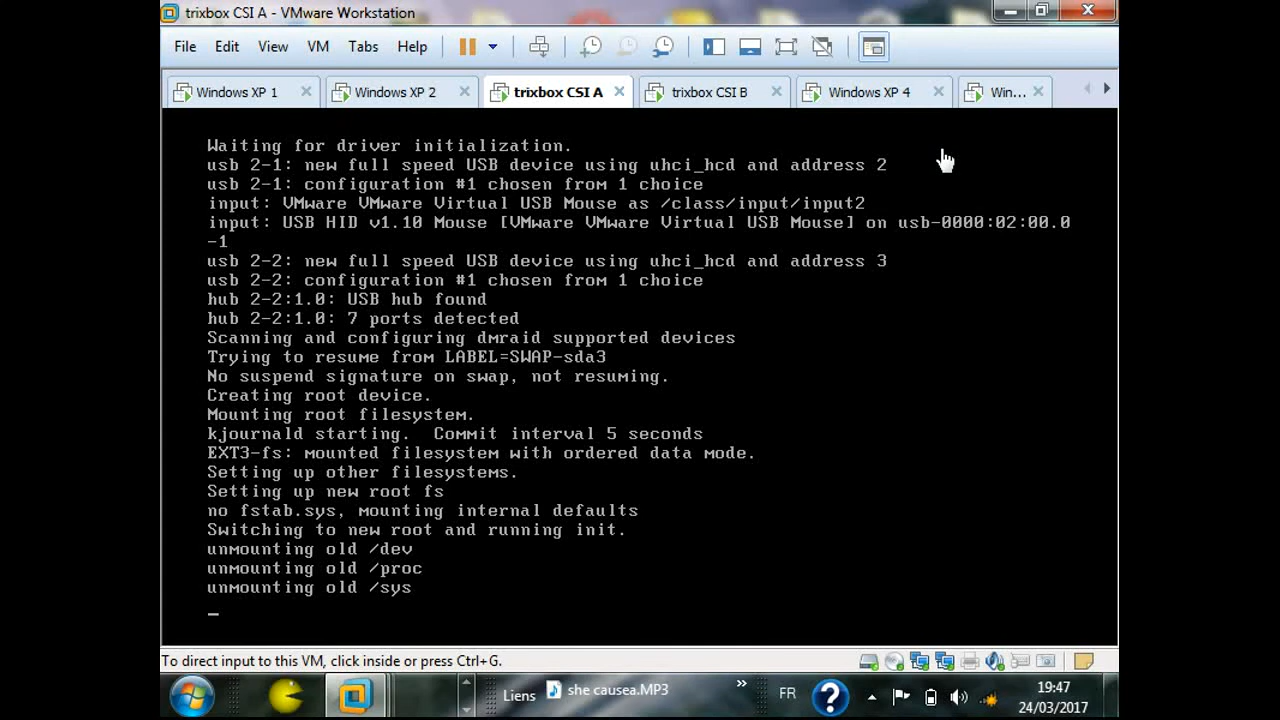 trixbox CSI A - VMware Workstation
File Edit View VM Tabs Help
Windows XP 1 Windows XP 2 trixbox CSI A trixbox CSI B Windows XP 4 Win...
Waiting for driver initialization.
usb 2-1: new full speed USB device using uhci_hcd and address 2
usb 2-1: configuration #1 chosen from 1 choice
input: VMware VMware Virtual USB Mouse as /class/input/input2
input: USB HID v1.10 Mouse [VMware VMware Virtual USB Mouse] on usb-0000:02:00.0
-1
usb 2-2: new full speed USB device using uhci_hcd and address 3
usb 2-2: configuration #1 chosen from 1 choice
hub 2-2:1.0: USB hub found
hub 2-2:1.0: 7 ports detected
Scanning and configuring dmraid supported devices
Trying to resume from LABEL=SWAP-sda3
No suspend signature on swap, not resuming.
Creating root device.
Mounting root filesystem.
kjournald starting.  Commit interval 5 seconds
EXT3-fs: mounted filesystem with ordered data mode.
Setting up other filesystems.
Setting up new root fs
no fstab.sys, mounting internal defaults
Switching to new root and running init.
unmounting old /dev
unmounting old /proc
unmounting old /sys
To direct input to this VM, click inside or press Ctrl+G.
Liens she causea.MP3 » FR 19:47
24/03/2017